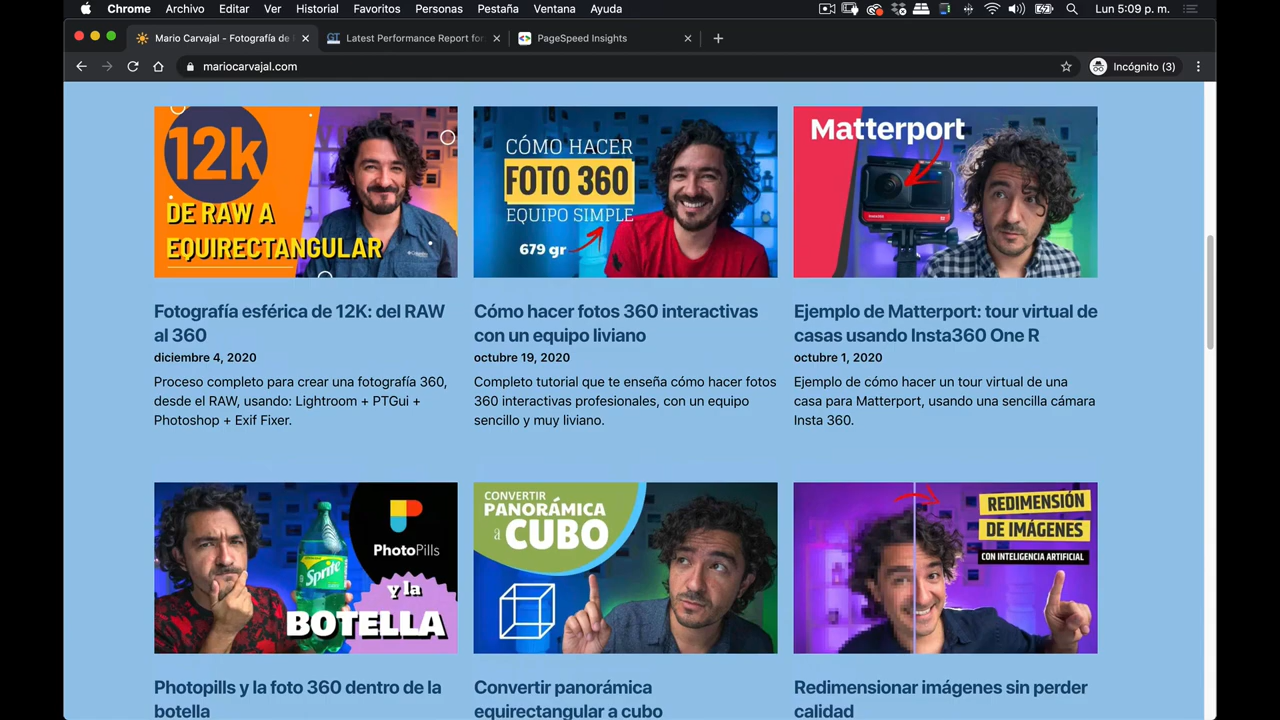 Chrome Archivo Editar Ver Historial Favoritos Personas Pestaña Ventana Ayuda Lun 5:09 p. m.
Mario Carvajal - Fotografía de GT Latest Performance Report for PageSpeed Insights
mariocarvajal.com Incógnito (3)
12k
DE RAW A
EQUIRECTANGULAR
CÓMO HACER
FOTO 360
EQUIPO SIMPLE
679 gr
Matterport
Fotografía esférica de 12K: del RAW
al 360
diciembre 4, 2020
Proceso completo para crear una fotografía 360,
desde el RAW, usando: Lightroom + PTGui +
Photoshop + Exif Fixer.
Cómo hacer fotos 360 interactivas
con un equipo liviano
octubre 19, 2020
Completo tutorial que te enseña cómo hacer fotos
360 interactivas profesionales, con un equipo
sencillo y muy liviano.
Ejemplo de Matterport: tour virtual de
casas usando Insta360 One R
octubre 1, 2020
Ejemplo de cómo hacer un tour virtual de una
casa para Matterport, usando una sencilla cámara
Insta 360.
PhotoPills
Sprite
y la
BOTELLA
CONVERTIR
PANORÁMICA
a CUBO
REDIMENSIÓN
DE IMÁGENES
CON INTELIGENCIA ARTIFICIAL
Photopills y la foto 360 dentro de la
botella
Convertir panorámica
equirectangular a cubo
Redimensionar imágenes sin perder
calidad